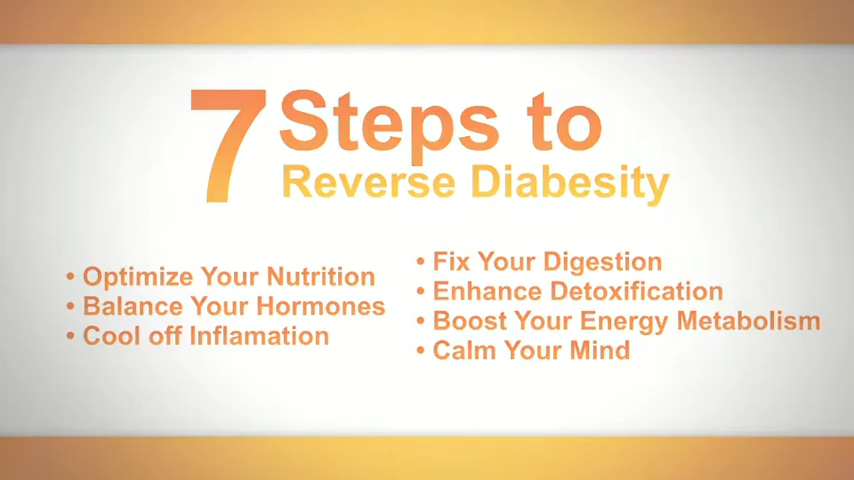 7 Steps to
Reverse Diabesity
• Optimize Your Nutrition
• Balance Your Hormones
• Cool off Inflamation
• Fix Your Digestion
• Enhance Detoxification
• Boost Your Energy Metabolism
• Calm Your Mind